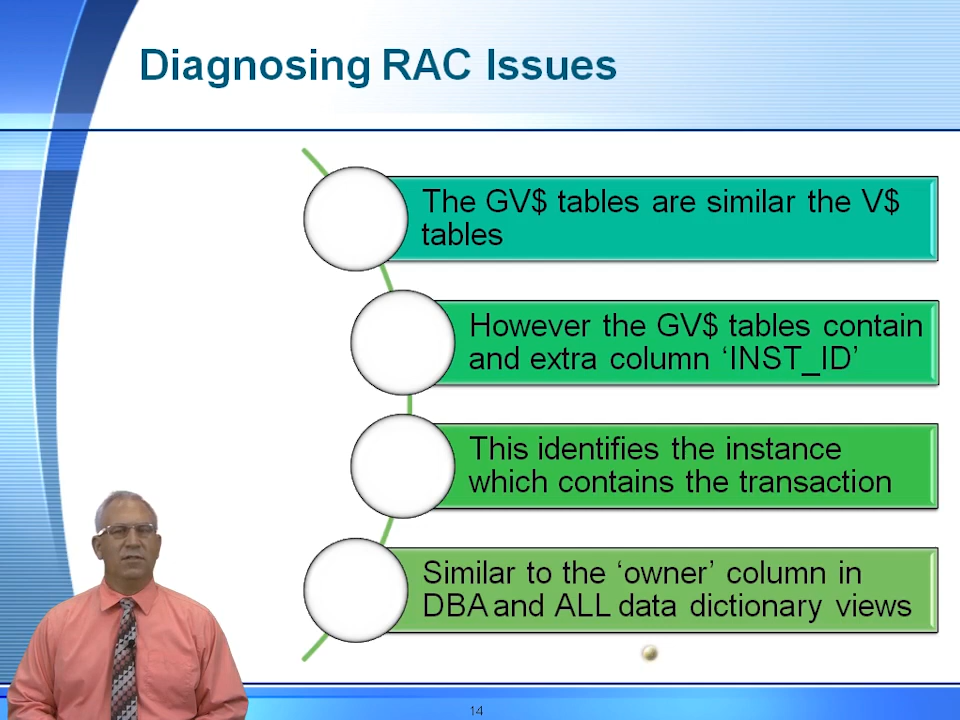 Diagnosing RAC Issues
The GV$ tables are similar the V$
tables
However the GV$ tables contain
and extra column ‘INST_ID’
This identifies the instance
which contains the transaction
Similar to the ‘owner’ column in
DBA and ALL data dictionary views
14